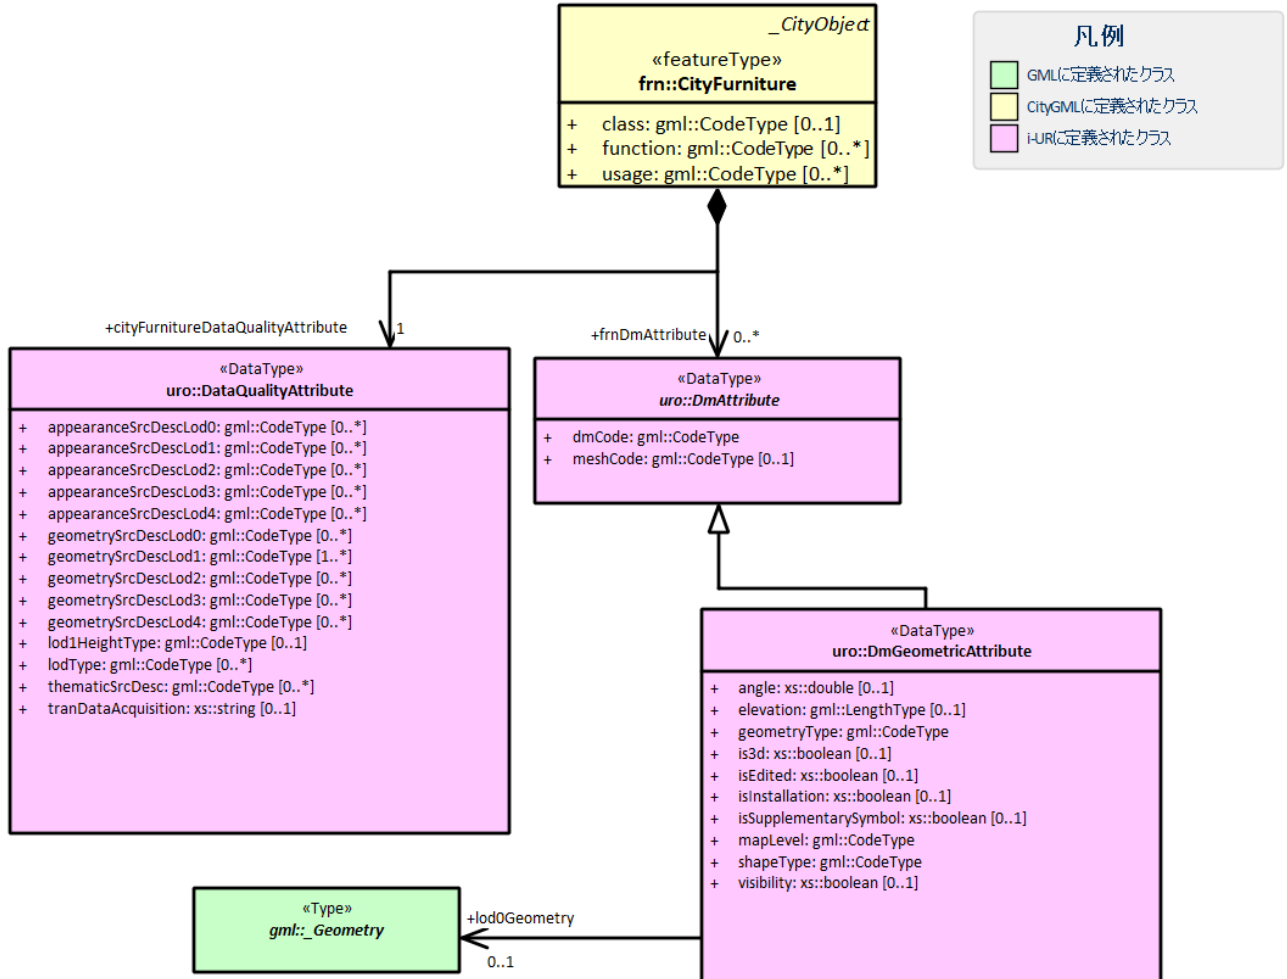 _CityObject
«featureType»
frn::CityFurniture
+ class: gml::CodeType [0..1]
+ function: gml::CodeType [0..*]
+ usage: gml::CodeType [0..*]
凡例
GMLに定義されたクラス
CityGMLに定義されたクラス
i-URに定義されたクラス
+cityFurnitureDataQualityAttribute
1
+frnDmAttribute
0..*
«DataType»
uro::DataQualityAttribute
+ appearanceSrcDescLod0: gml::CodeType [0..*]
+ appearanceSrcDescLod1: gml::CodeType [0..*]
+ appearanceSrcDescLod2: gml::CodeType [0..*]
+ appearanceSrcDescLod3: gml::CodeType [0..*]
+ appearanceSrcDescLod4: gml::CodeType [0..*]
+ geometrySrcDescLod0: gml::CodeType [0..*]
+ geometrySrcDescLod1: gml::CodeType [1..*]
+ geometrySrcDescLod2: gml::CodeType [0..*]
+ geometrySrcDescLod3: gml::CodeType [0..*]
+ geometrySrcDescLod4: gml::CodeType [0..*]
+ lod1HeightType: gml::CodeType [0..1]
+ lodType: gml::CodeType [0..*]
+ thematicSrcDesc: gml::CodeType [0..*]
+ tranDataAcquisition: xs::string [0..1]
«DataType»
uro::DmAttribute
+ dmCode: gml::CodeType
+ meshCode: gml::CodeType [0..1]
«DataType»
uro::DmGeometricAttribute
+ angle: xs::double [0..1]
+ elevation: gml::LengthType [0..1]
+ geometryType: gml::CodeType
+ is3d: xs::boolean [0..1]
+ isEdited: xs::boolean [0..1]
+ isInstallation: xs::boolean [0..1]
+ isSupplementarySymbol: xs::boolean [0..1]
+ mapLevel: gml::CodeType
+ shapeType: gml::CodeType
+ visibility: xs::boolean [0..1]
«Type»
gml::_Geometry
+lod0Geometry
0..1